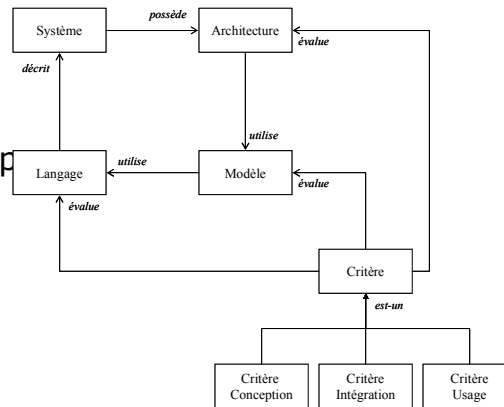 possède
Système
Architecture
évalue
décrit
utilise
p
Langage
utilise
Modèle
évalue
évalue
Critère
est-un
Critère
Conception
Critère
Intégration
Critère
Usage